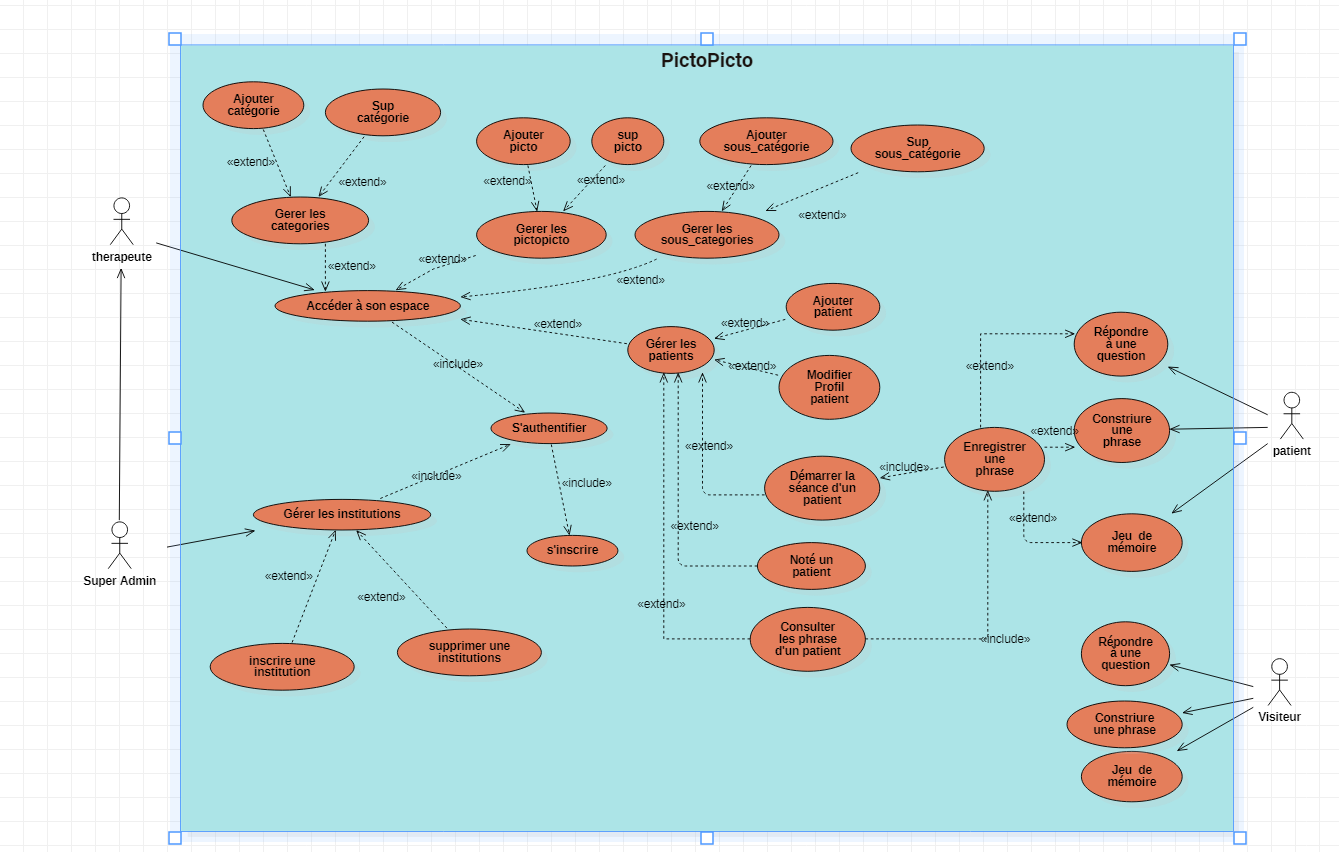 PictoPicto
Ajouter
catégorie
Sup
catégorie
Ajouter
picto
sup
picto
Ajouter
sous_catégorie
Sup
sous_catégorie
«extend»
«extend»
«extend»
«extend»
«extend»
«extend»
Gerer les
categories
Gerer les
pictopicto
Gerer les
sous_categories
therapeute
«extend»
«extend»
«extend»
Accéder à son espace
Ajouter
patient
«extend»
«extend»
Gérer les
patients
«extend»
Modifier
Profil
patient
Répondre
à une
question
«extend»
«include»
S'authentifier
«extend»
Enregistrer
une
phrase
«extend»
Constriure
une
phrase
patient
«include»
«include»
Démarrer la
séance d'un
patient
«include»
Gérer les institutions
«extend»
«extend»
Jeu de
mémoire
Super Admin
s'inscrire
Noté un
patient
«extend»
«extend»
«extend»
Consulter
les phrase
d'un patient
«include»
inscrire une
institution
supprimer une
institutions
Répondre
à une
question
Visiteur
Constriure
une phrase
Jeu de
mémoire